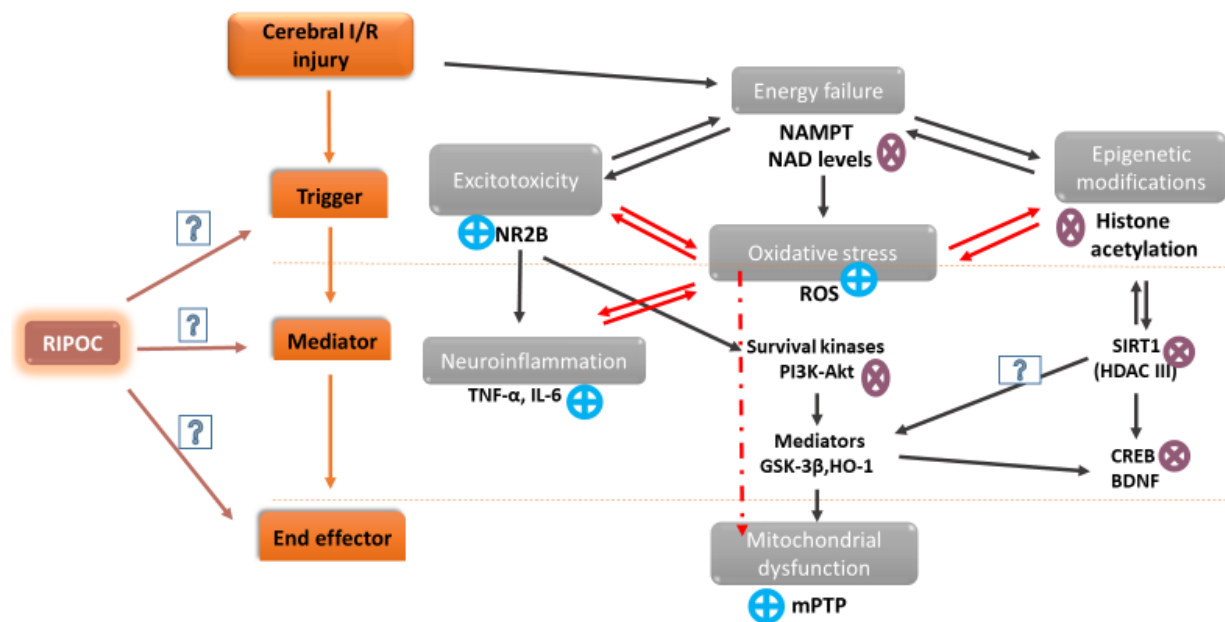 Cerebral I/R
injury
Energy failure
NAMPT
NAD levels
Epigenetic
modifications
Excitotoxicity
Trigger
?
NR2B
Histone
acetylation
Oxidative stress
ROS
RIPOC
?
Mediator
Neuroinflammation
TNF-α, IL-6
Survival kinases
PI3K-Akt
SIRT1
(HDAC III)
?
?
Mediators
GSK-3β,HO-1
CREB
BDNF
End effector
Mitochondrial
dysfunction
mPTP